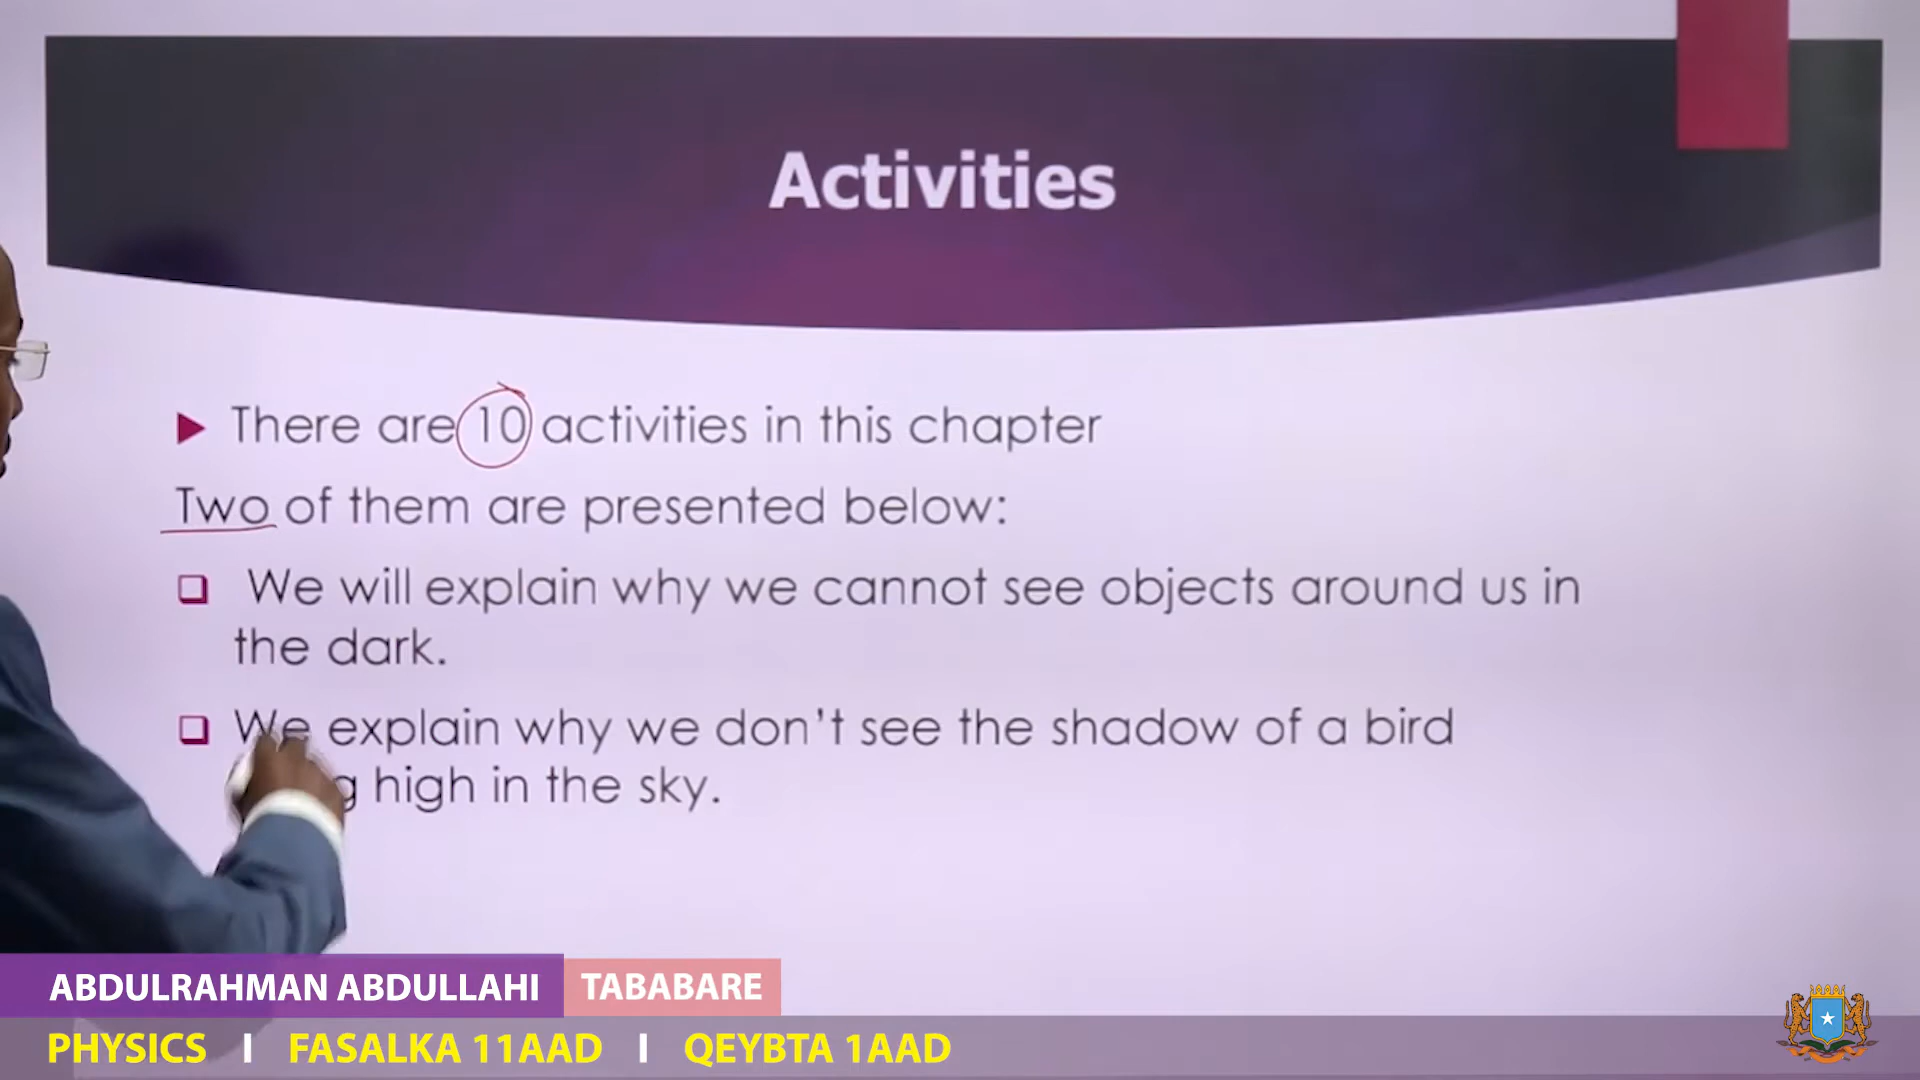 Activities
There are 10 activities in this chapter
Two of them are presented below:
We will explain why we cannot see objects around us in
the dark.
We explain why we don't see the shadow of a bird
high in the sky.
ABDULRAHMAN ABDULLAHI TABABARE
PHYSICS I FASALKA 11AAD I QEYBTA 1AAD